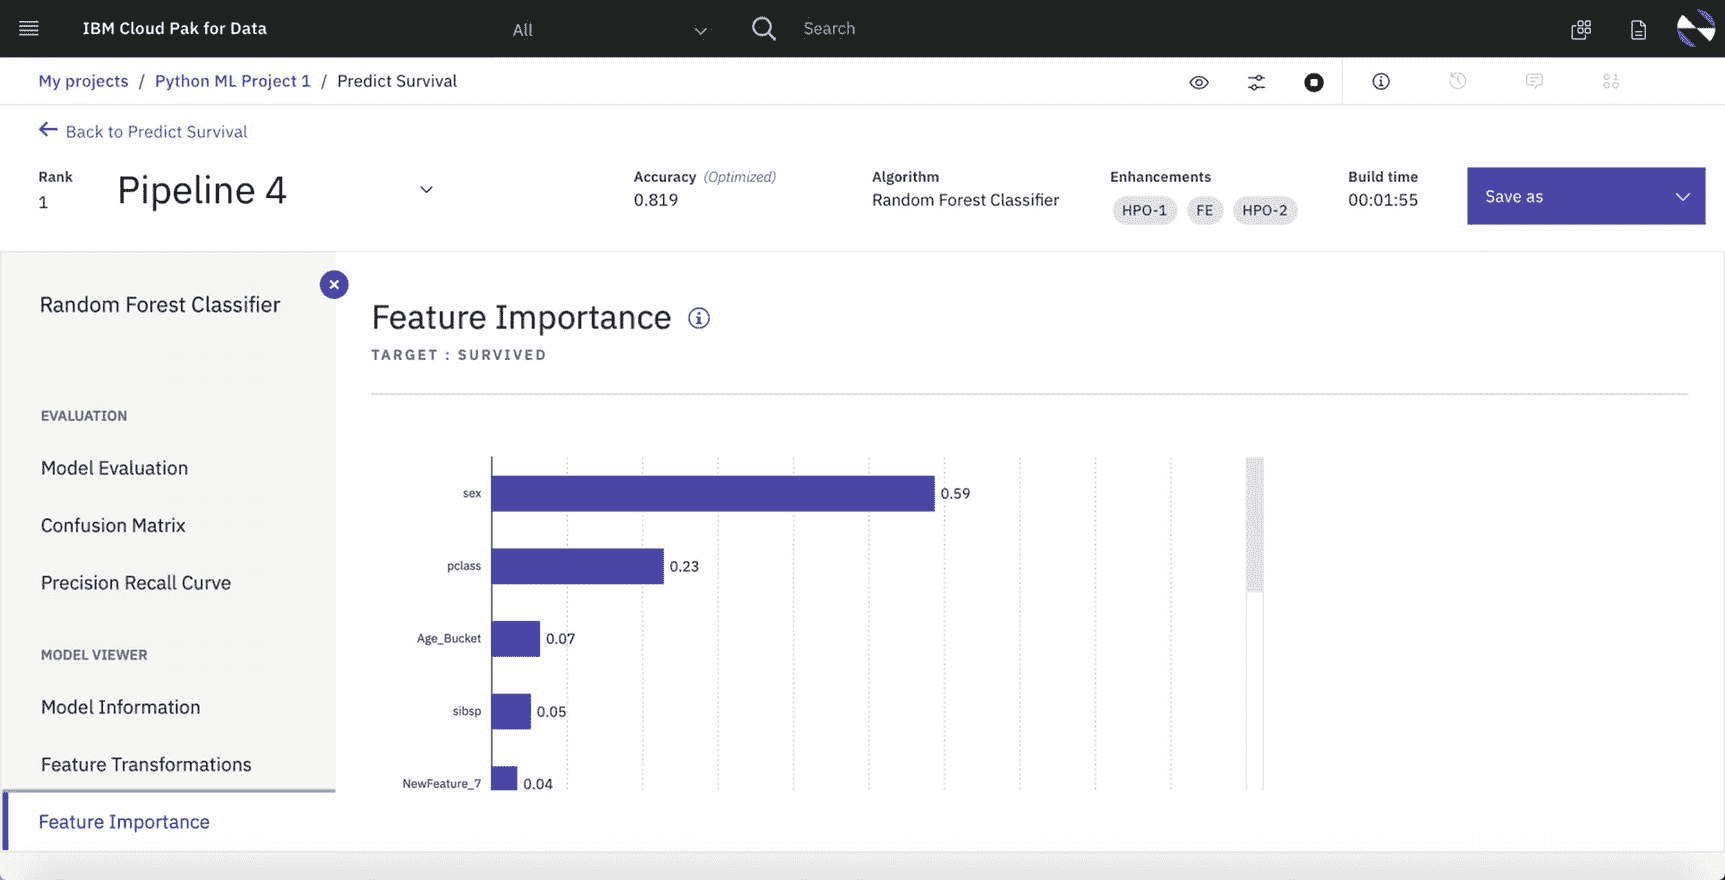 IBM Cloud Pak for Data
All
Search
My projects / Python ML Project 1 / Predict Survival
Back to Predict Survival
Rank
1
Pipeline 4
Accuracy (Optimized)
0.819
Algorithm
Random Forest Classifier
Enhancements
HPO-1 FE HPO-2
Build time
00:01:55
Save as
Random Forest Classifier
EVALUATION
Model Evaluation
Confusion Matrix
Precision Recall Curve
MODEL VIEWER
Model Information
Feature Transformations
Feature Importance
Feature Importance
TARGET : SURVIVED
sex 0.59
pclass 0.23
Age_Bucket 0.07
sibsp 0.05
NewFeature_7 0.04